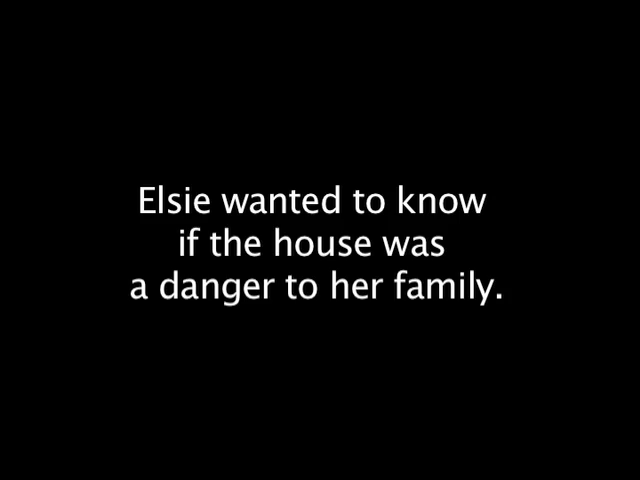 Elsie wanted to know
if the house was
a danger to her family.